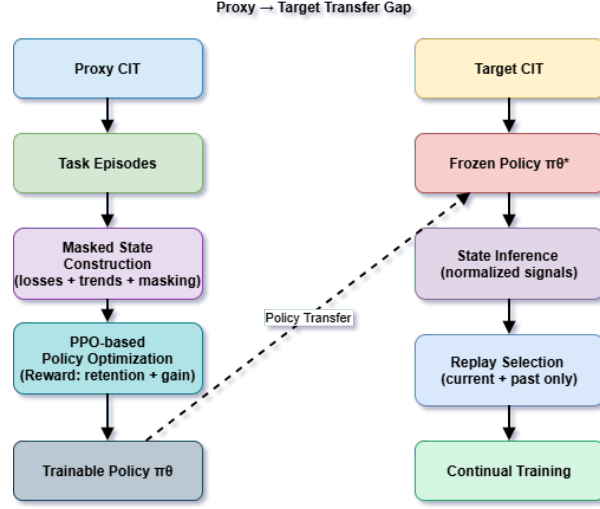 Proxy → Target Transfer Gap
Proxy CIT
Task Episodes
Masked State
Construction
(losses + trends + masking)
PPO-based
Policy Optimization
(Reward: retention + gain)
Trainable Policy πθ
Policy Transfer
Target CIT
Frozen Policy πθ*
State Inference
(normalized signals)
Replay Selection
(current + past only)
Continual Training